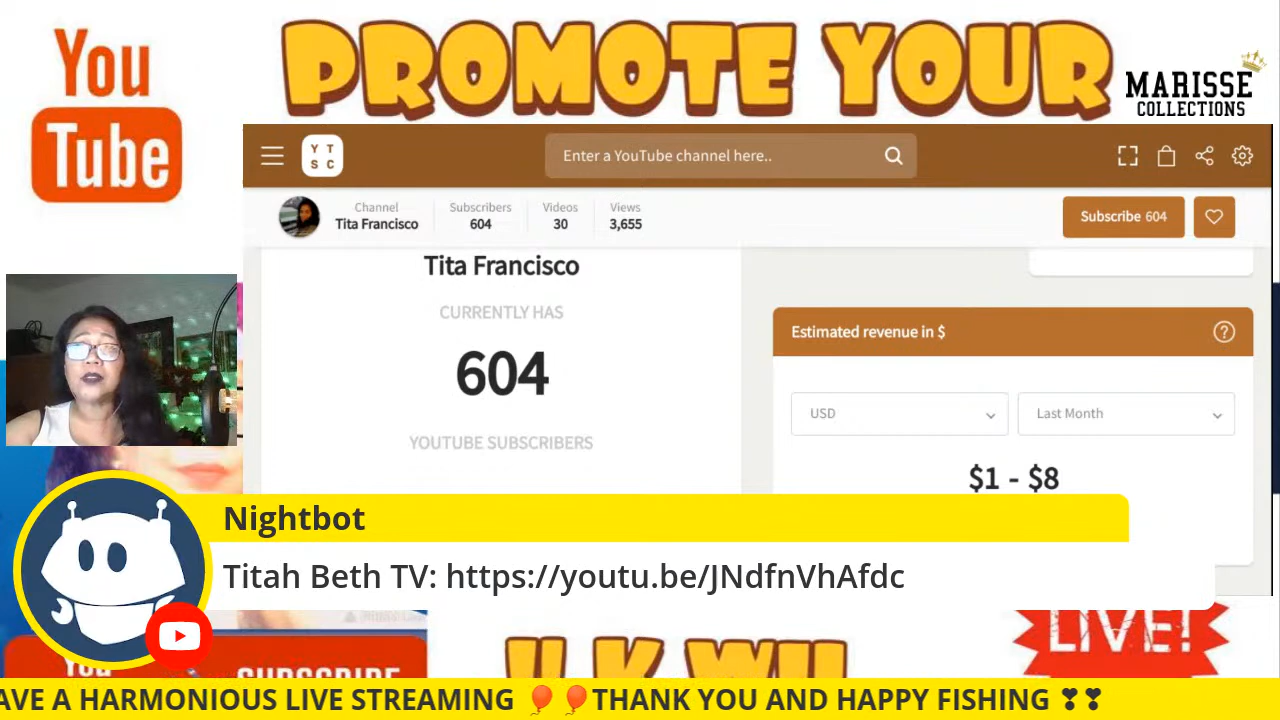 You
Tube
PROMOTE YOUR
MARISSE
COLLECTIONS
Y T
S C
Enter a YouTube channel here..
Channel
Tita Francisco
Subscribers
604
Videos
30
Views
3,655
Subscribe 604
Tita Francisco
CURRENTLY HAS
604
YOUTUBE SUBSCRIBERS
Estimated revenue in $
?
USD
Last Month
$1 - $8
Nightbot
Titah Beth TV: https://youtu.be/JNdfnVhAfdc
You
SUBSCRIBE
LIVE!
AVE A HARMONIOUS LIVE STREAMING 🎈🎈THANK YOU AND HAPPY FISHING ❣❣